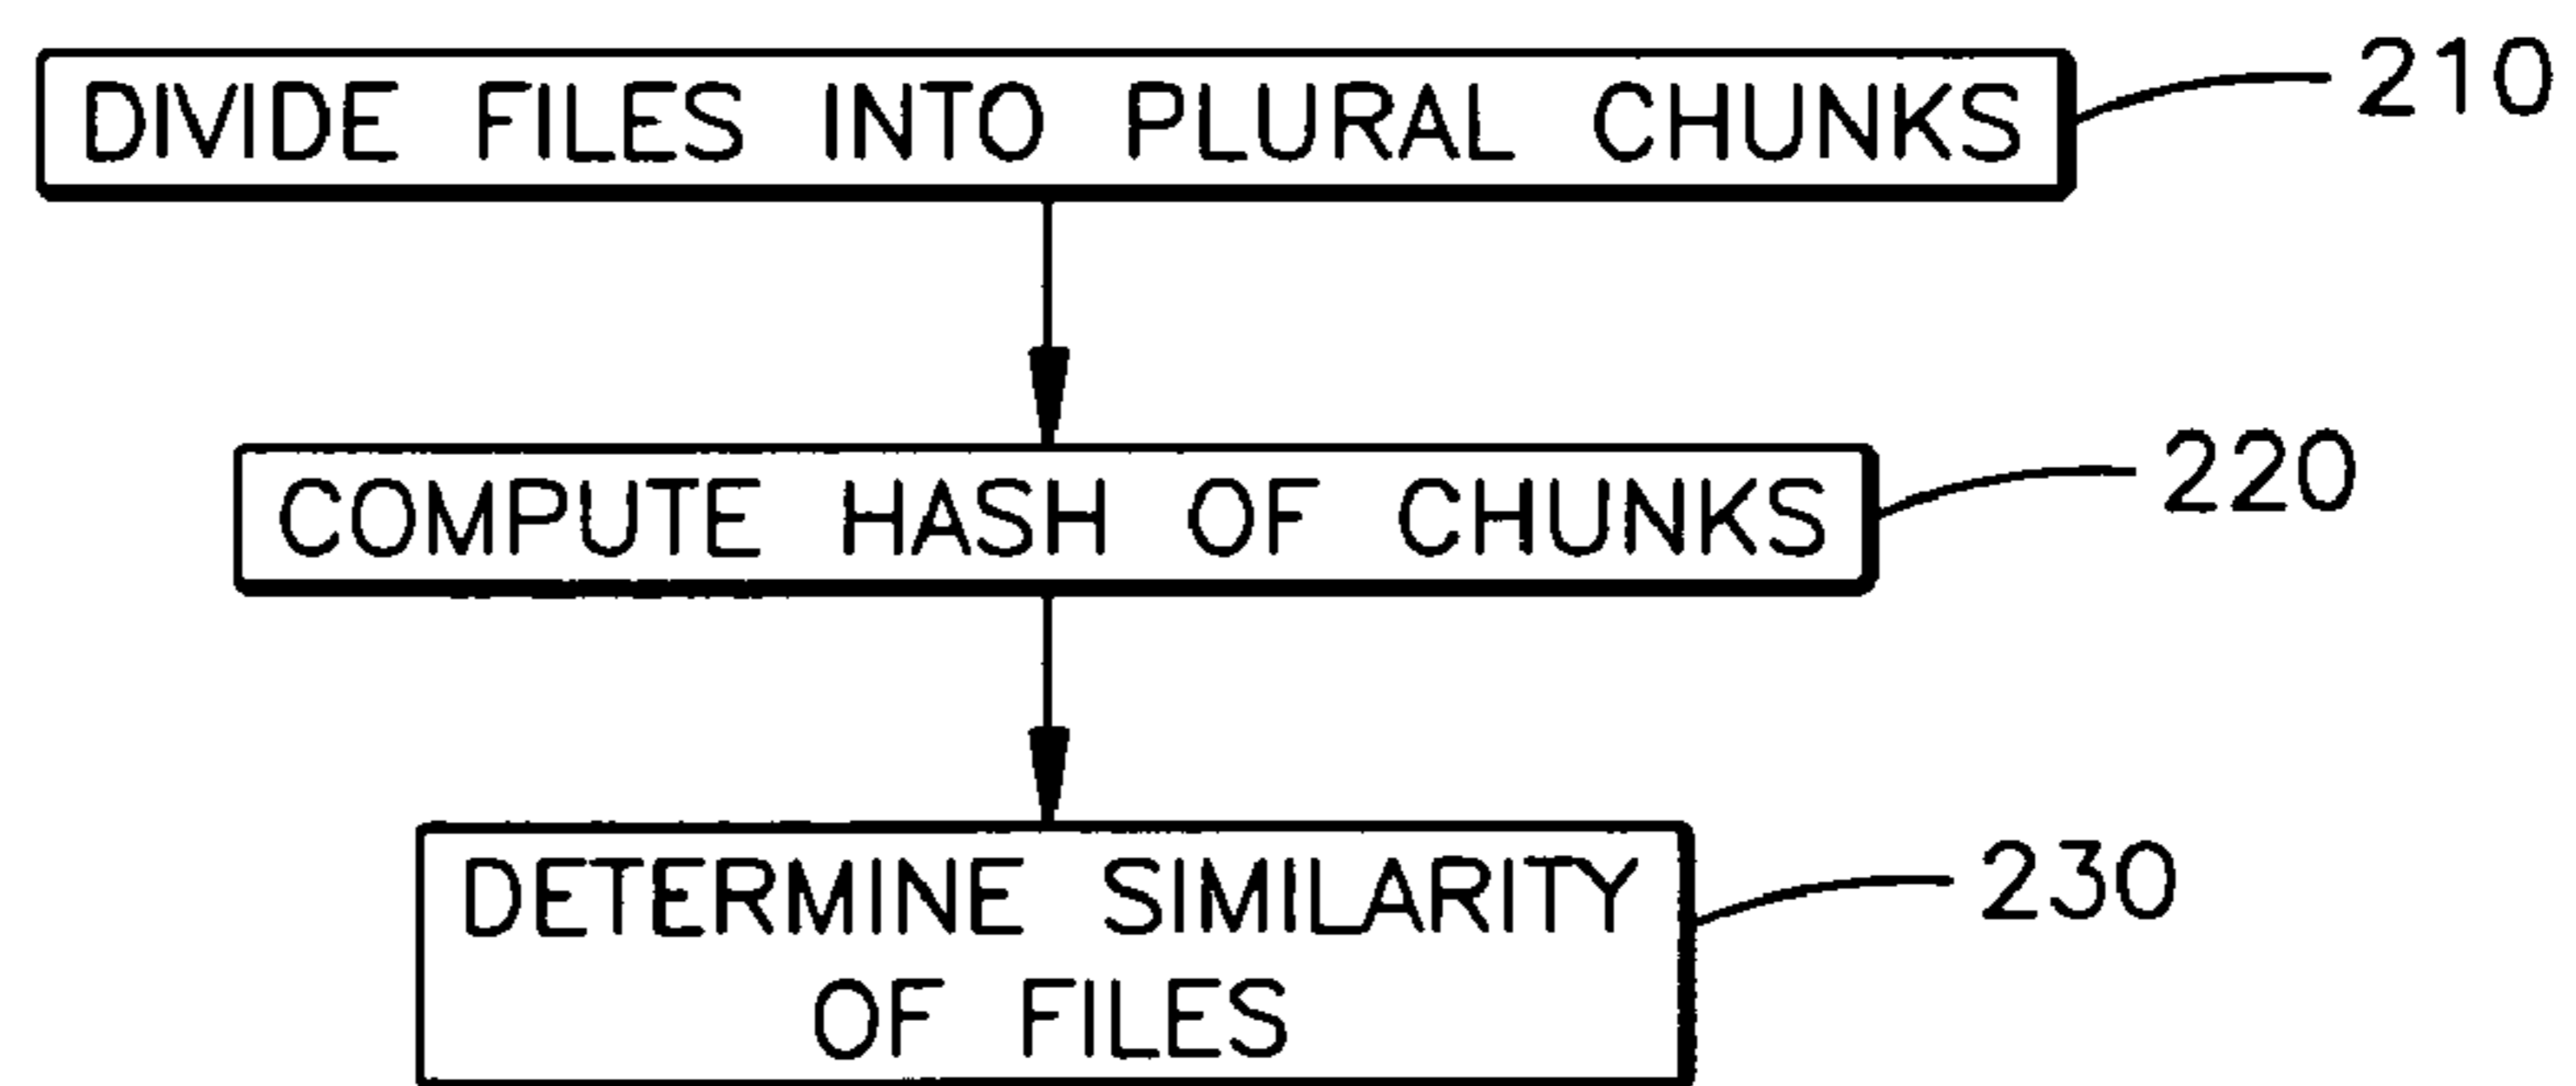 DIVIDE FILES INTO PLURAL CHUNKS 210
COMPUTE HASH OF CHUNKS 220
DETERMINE SIMILARITY 230
OF FILES